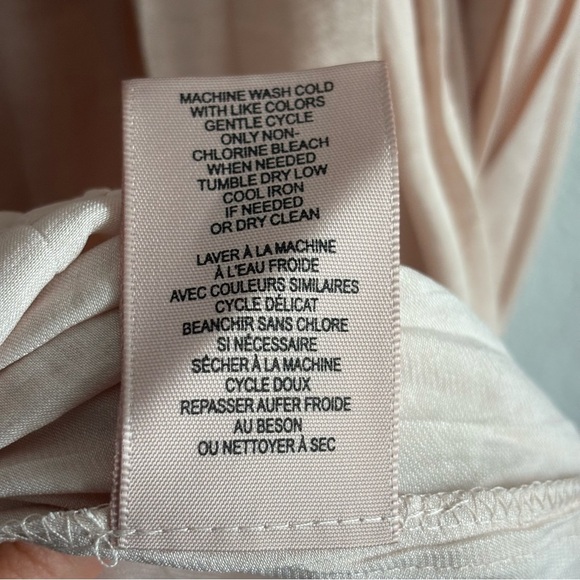 MACHINE WASH COLD
WITH LIKE COLORS
GENTLE CYCLE
ONLY NON-
CHLORINE BLEACH
WHEN NEEDED
TUMBLE DRY LOW
COOL IRON
IF NEEDED
OR DRY CLEAN
LAVER À LA MACHINE
À L'EAU FROIDE
AVEC COULEURS SIMILAIRES
CYCLE DÉLICAT
BEANCHIR SANS CHLORE
SI NÉCESSAIRE
SÉCHER À LA MACHINE
CYCLE DOUX
REPASSER AUFER FROIDE
AU BESON
OU NETTOYER À SEC